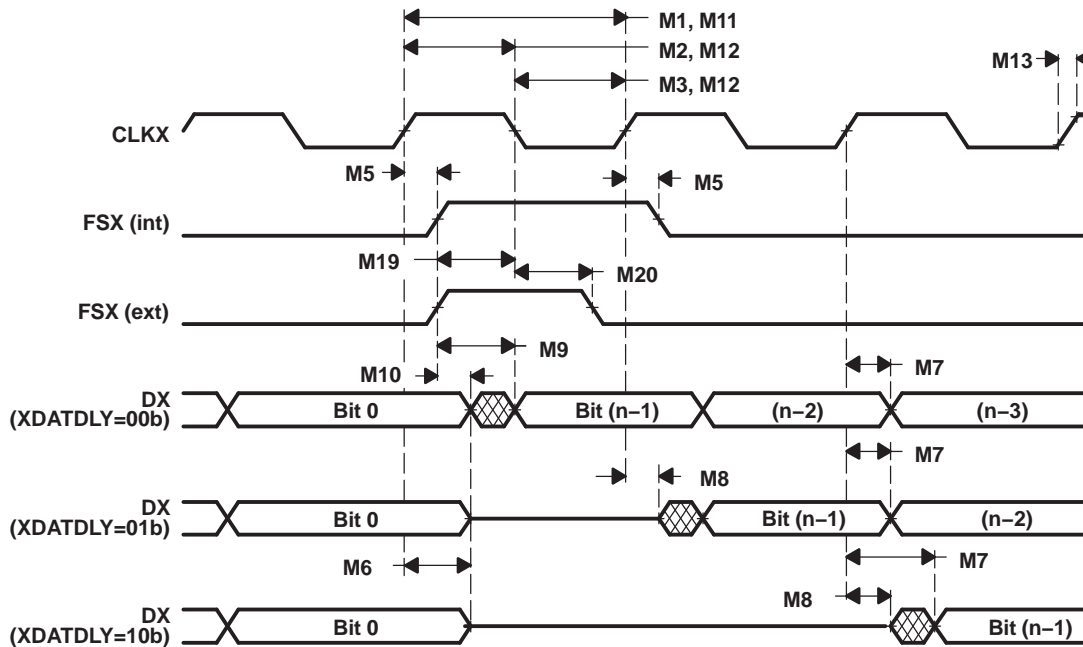 M1, M11
M2, M12
M13
M3, M12
CLKX
M5
M5
FSX (int)
M19
M20
FSX (ext)
M9
M10
M7
DX
(XDATDLY=00b)
Bit 0
Bit (n−1)
(n−2)
(n−3)
M7
M8
DX
(XDATDLY=01b)
Bit 0
Bit (n−1)
(n−2)
M6
M7
M8
DX
(XDATDLY=10b)
Bit 0
Bit (n−1)